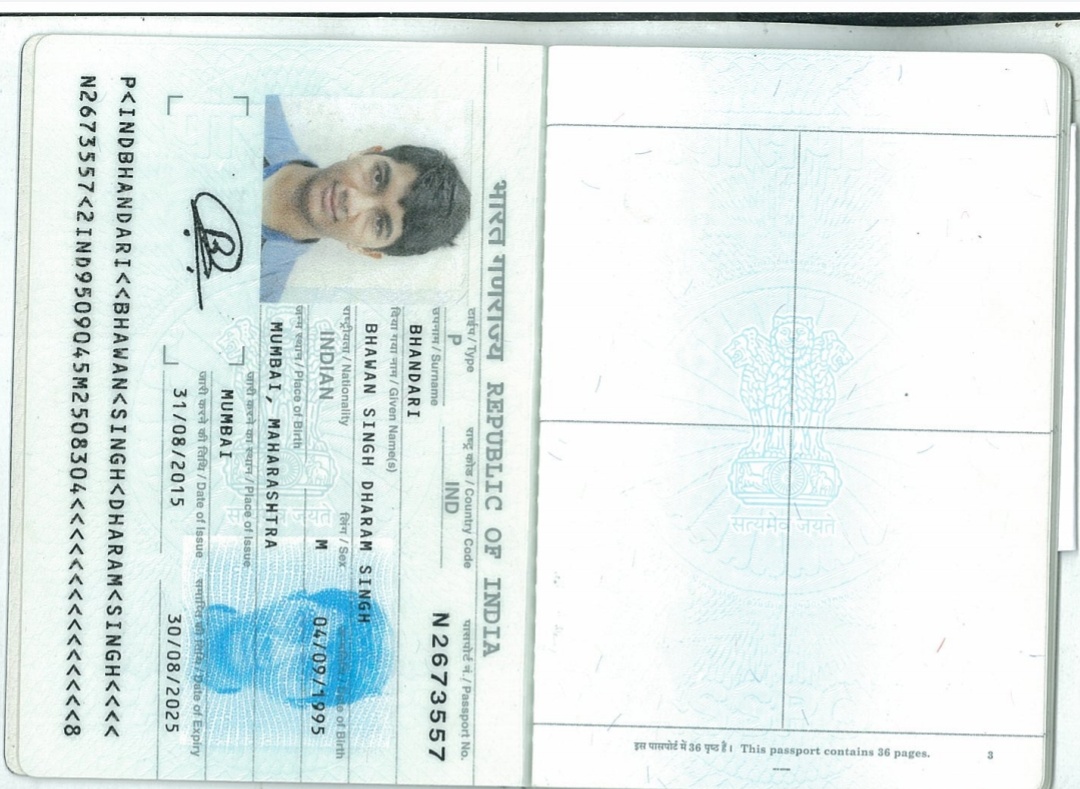 भारत गणराज्य REPUBLIC OF INDIA
टाईप / Type
राष्ट्र कोड / Country Code
पासपोर्ट नं. / Passport No.
P
IND
N2673557
उपनाम / Surname
BHANDARI
दिया गया नाम / Given Name(s)
BHAWAN SINGH DHARAM SINGH
राष्ट्रीयता / Nationality
लिंग / Sex
of Birth
INDIAN
M
04/09/1995
जन्म स्थान / Place of Birth
MUMBAI, MAHARASHTRA
जारी करने का स्थान / Place of Issue
MUMBAI
जारी करने की तिथि / Date of Issue
समाप्ति की तिथि / Date of Expiry
31/08/2015
30/08/2025
सत्यमेव जयते
P<INDBHANDARI<<BHAWAN<SINGH<DHARAM<SINGH<<<<
N2673557<2IND9509045M2508304<<<<<<<<<<<<<<<8
सत्यमेव जयते
इस पासपोर्ट में 36 पृष्ठ है। This passport contains 36 pages.
3